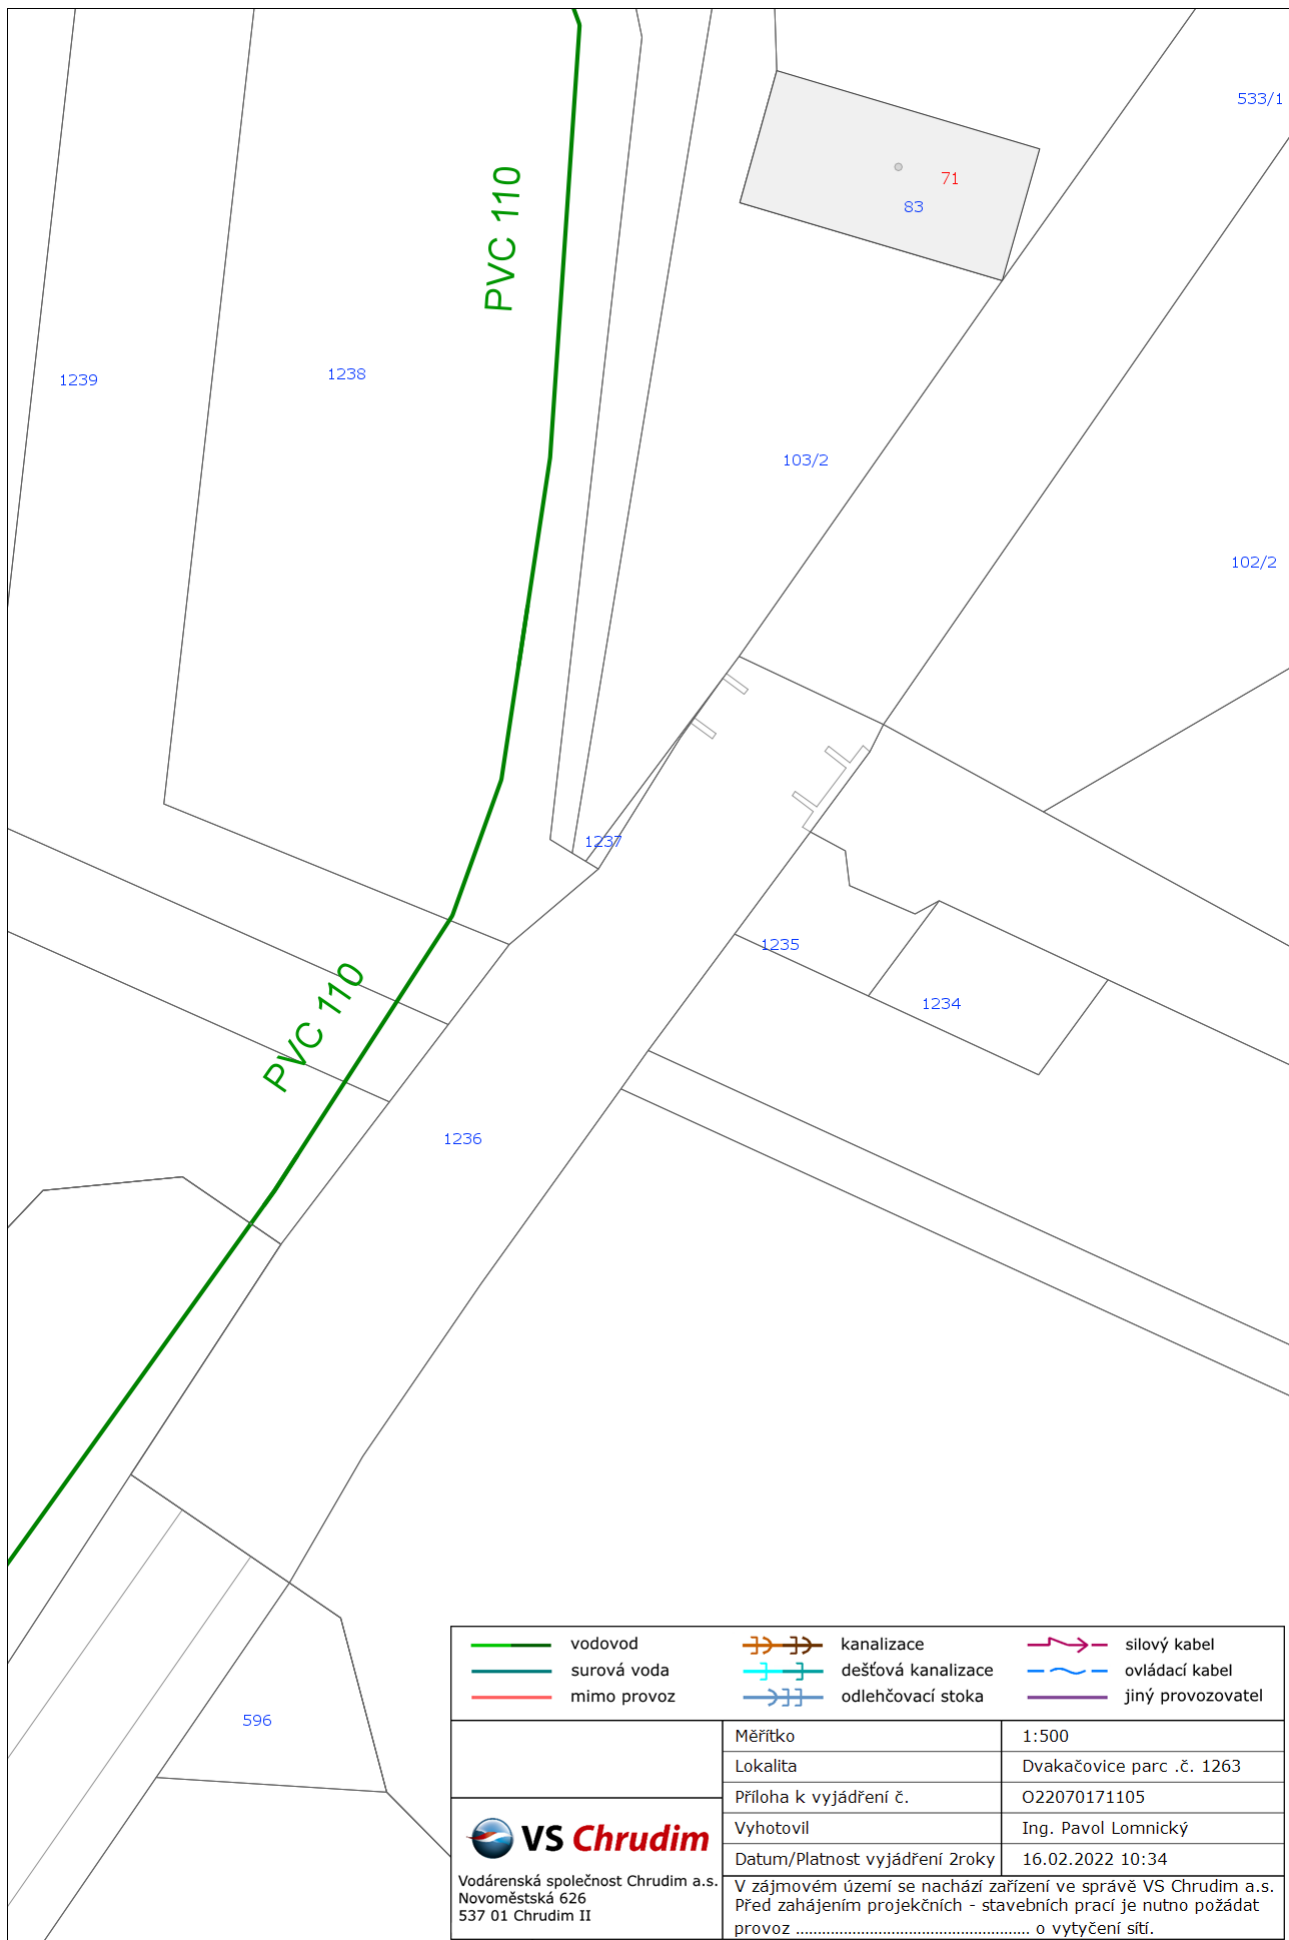 533/1
71
83
PVC 110
1239
1238
103/2
102/2
1237
1235
1234
PVC 110
1236
596
vodovod
surová voda
mimo provoz
kanalizace
dešťová kanalizace
odlehčovací stoka
silový kabel
ovládací kabel
jiný provozovatel
Měřítko 1:500
Lokalita Dvakačovice parc .č. 1263
Příloha k vyjádření č. O22070171105
Vyhotovil Ing. Pavol Lomnický
Datum/Platnost vyjádření 2roky 16.02.2022 10:34
VS Chrudim
Vodárenská společnost Chrudim a.s.
Novoměstská 626
537 01 Chrudim II
V zájmovém území se nachází zařízení ve správě VS Chrudim a.s.
Před zahájením projekčních - stavebních prací je nutno požádat
provoz ...................................................... o vytyčení sítí.